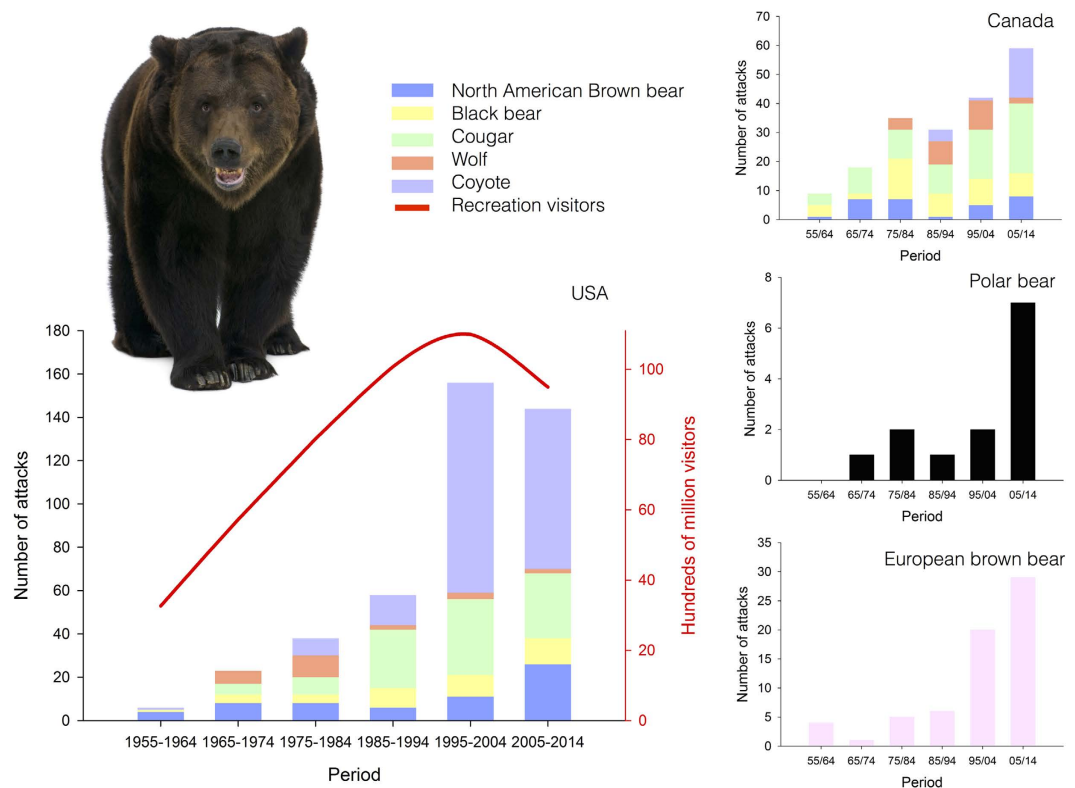 North American Brown bear
Black bear
Cougar
Wolf
Coyote
Recreation visitors
USA
Number of attacks
180
160
140
120
100
80
60
40
20
0
1955-1964 1965-1974 1975-1984 1985-1994 1995-2004 2005-2014
Period
100
80
60
40
20
0
Hundreds of million visitors
Canada
Number of attacks
70
60
50
40
30
20
10
0
55/64 65/74 75/84 85/94 95/04 05/14
Period
Polar bear
Number of attacks
8
6
4
2
0
55/64 65/74 75/84 85/94 95/04 05/14
Period
European brown bear
Number of attacks
35
30
25
20
15
10
5
0
55/64 65/74 75/84 85/94 95/04 05/14
Period